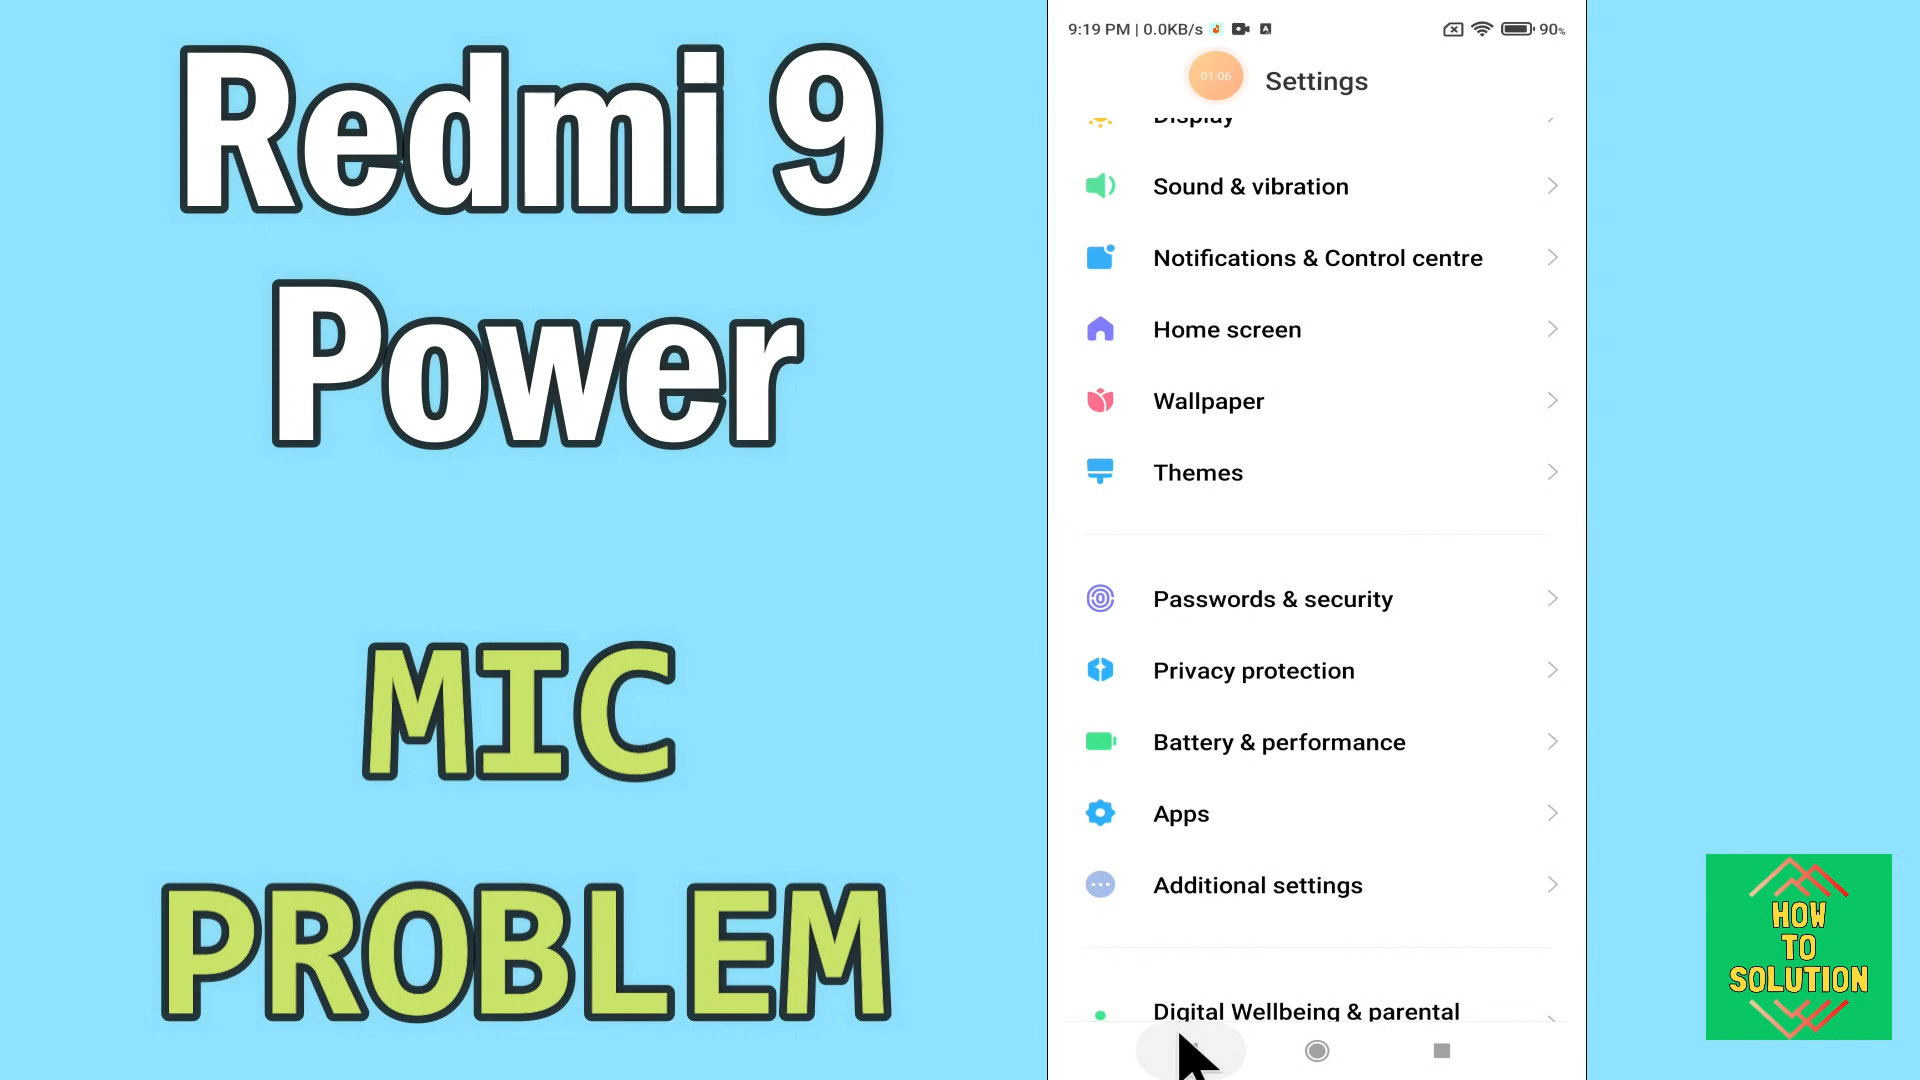 Redmi 9
Power
MIC
PROBLEM
9:19 PM | 0.0KB/s
A
90%
01:06
Settings
Display
Sound & vibration
Notifications & Control centre
Home screen
Wallpaper
Themes
Passwords & security
Privacy protection
Battery & performance
Apps
Additional settings
Digital Wellbeing & parental
HOW
TO
SOLUTION